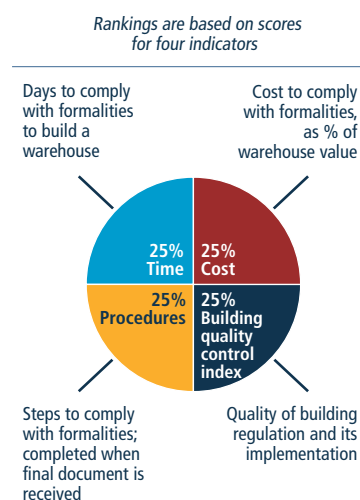 Rankings are based on scores
for four indicators
Days to comply
with formalities
to build a
warehouse
Cost to comply
with formalities,
as % of
warehouse value
25%
Time
25%
Cost
25%
Procedures
25%
Building
quality
control
index
Steps to comply
with formalities;
completed when
final document is
received
Quality of building
regulation and its
implementation